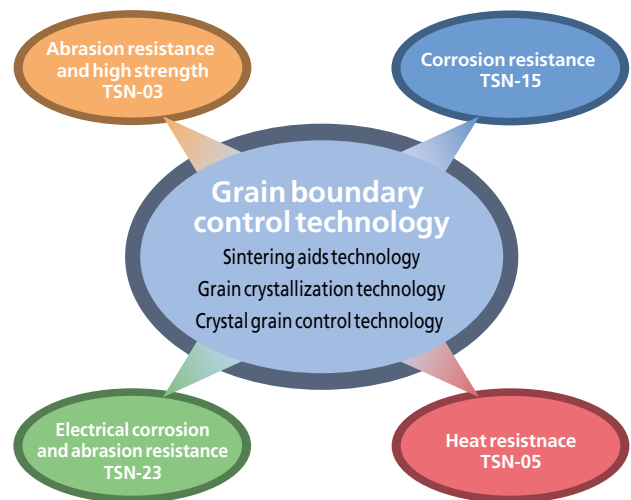 Abrasion resistance
and high strength
TSN-03
Corrosion resistance
TSN-15
Grain boundary
control technology
Sintering aids technology
Grain crystallization technology
Crystal grain control technology
Electrical corrosion
and abrasion resistance
TSN-23
Heat resistnace
TSN-05